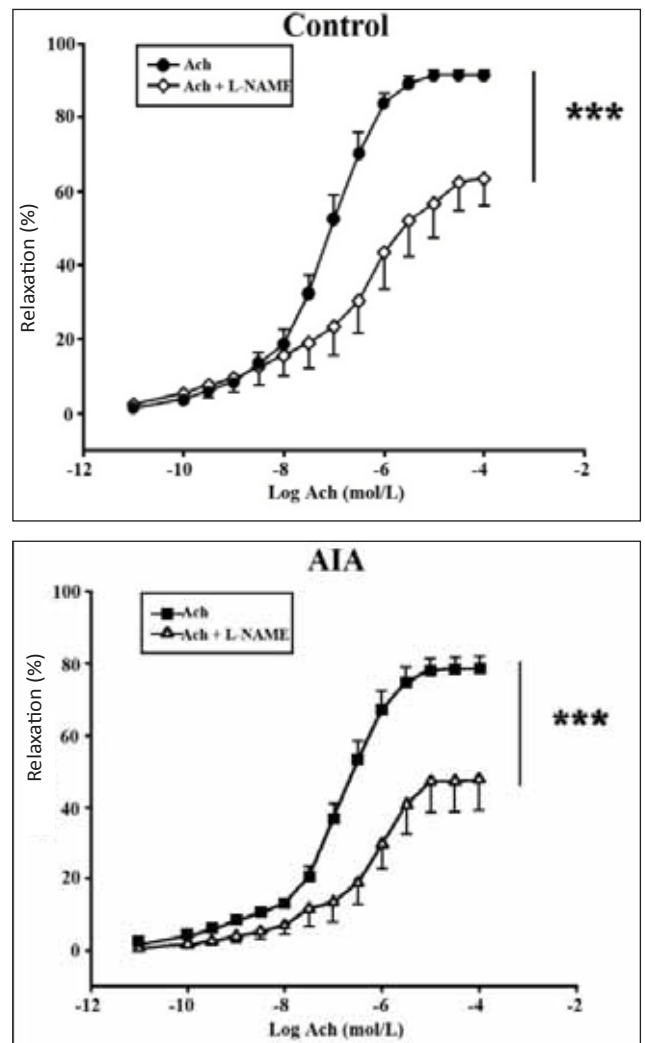 Control
100
80
60
40
20
0
Relaxation (%)
Ach
Ach + L-NAME
***
-12 -10 -8 -6 -4 -2
Log Ach (mol/L)
AIA
100
80
60
40
20
0
Relaxation (%)
Ach
Ach + L-NAME
***
-12 -10 -8 -6 -4 -2
Log Ach (mol/L)